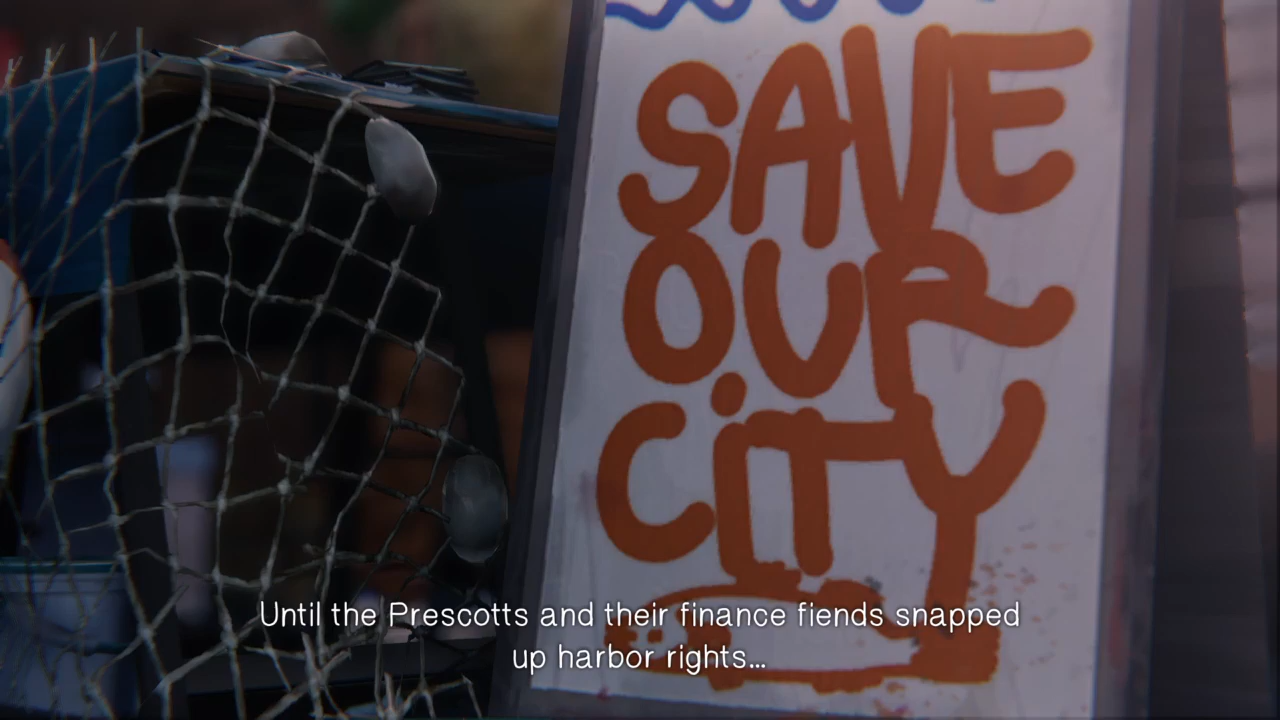 SAVE
OUR
CiTY
Until the Prescotts and their finance fiends snapped
up harbor rights...